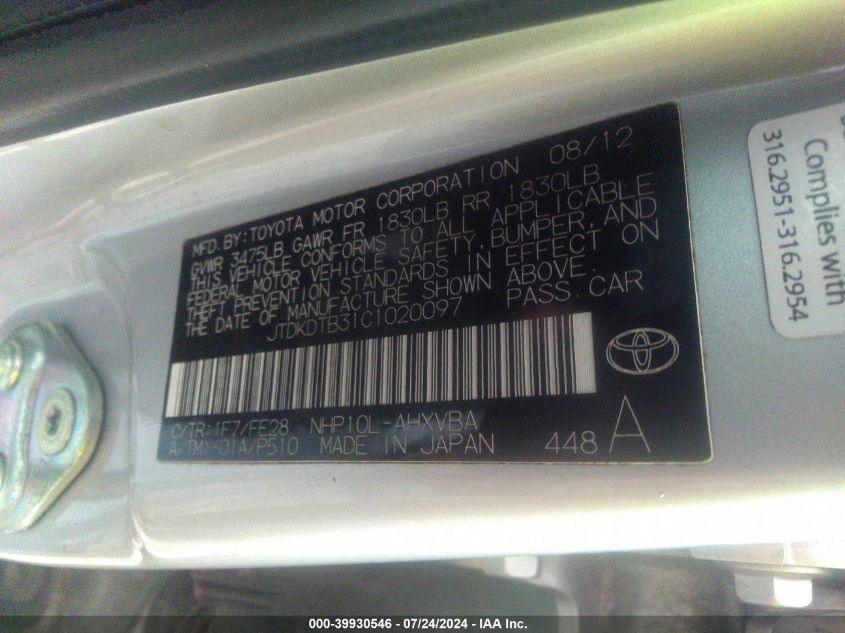 MFD. BY: TOYOTA MOTOR CORPORATION 08/12
GVWR 3475LB GAWR FR 1830LB RR 1830LB
THIS VEHICLE CONFORMS TO ALL APPLICABLE
FEDERAL MOTOR VEHICLE SAFETY, BUMPER, AND
THEFT PREVENTION STANDARDS IN EFFECT ON
THE DATE OF MANUFACTURE SHOWN ABOVE.
JTDKDTB31C1020097 PASS. CAR
C/TR: 1F7/FE28 NHP10L-AHXVBA
A/TM: -01A/P510 MADE IN JAPAN 448 A
Complies with
316.2951-316.2954
000-39930546 - 07/24/2024 - IAA Inc.